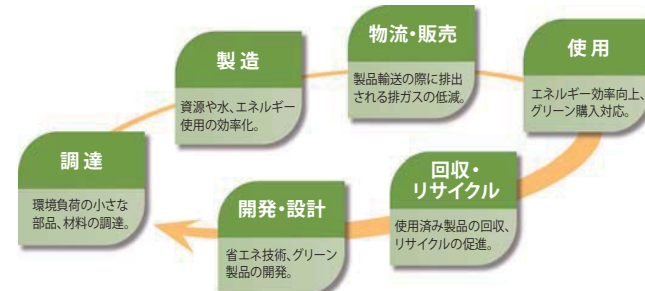 調達
環境負荷の小さな
部品、材料の調達。
製造
資源や水、エネルギー
使用の効率化。
物流・販売
製品輸送の際に排出
される排ガスの低減。
使用
エネルギー効率向上、
グリーン購入対応。
回収・
リサイクル
使用済み製品の回収、
リサイクルの促進。
開発・設計
省エネ技術、グリーン
製品の開発。